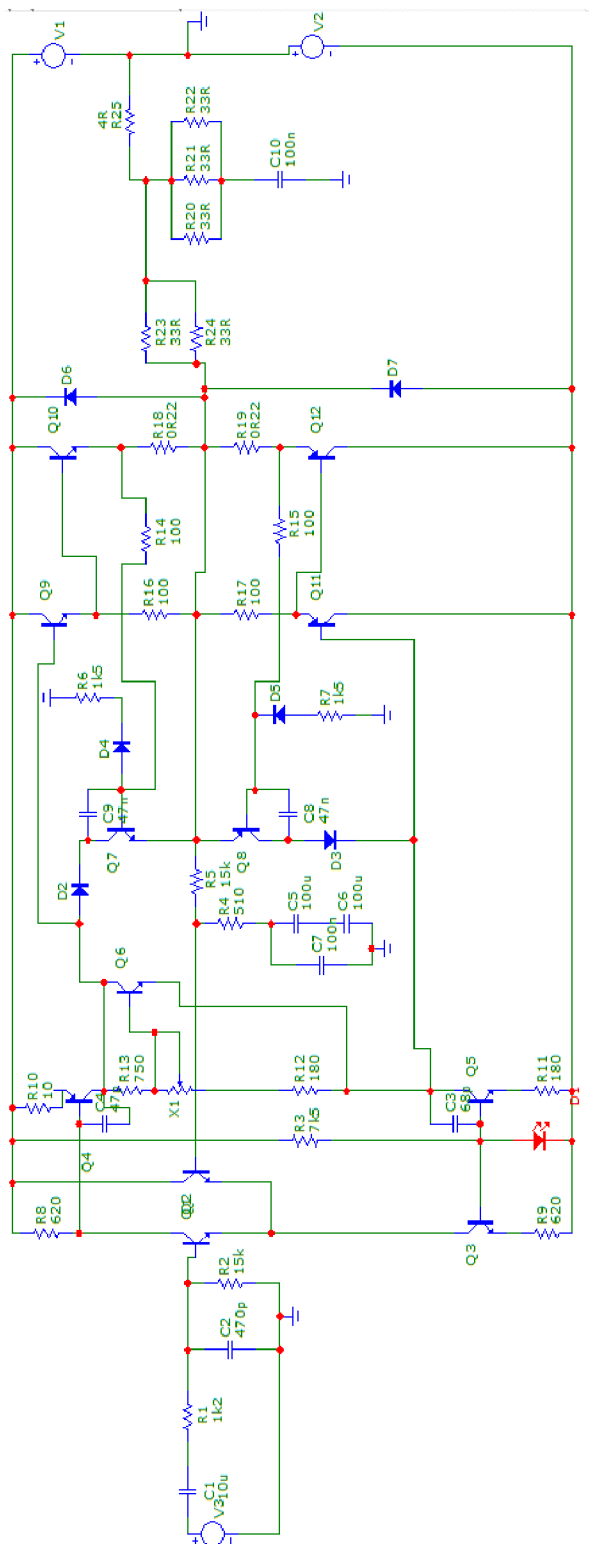 V1
+
-
V2
+
-
4R
R25
R22
33R
R21
33R
R20
33R
C10
100n
R23
33R
R24
33R
D6
D7
Q10
R18
0R22
R19
0R22
Q12
R14
100
R15
100
Q9
R16
100
R17
100
Q11
R6
1k5
D5
R7
1k5
D4
C9
47n
C8
47n
Q7
Q8
D3
D2
R5
15k
R4
510
C5
100u
C6
100u
C7
100n
Q6
R10
10
R13
750
R12
180
Q5
R11
180
C4
X1
C3
D1
Q4
R3
7k5
R8
620
Q3
R9
620
R2
15k
C2
470p
R1
1k2
C1
10u
V3
+
-